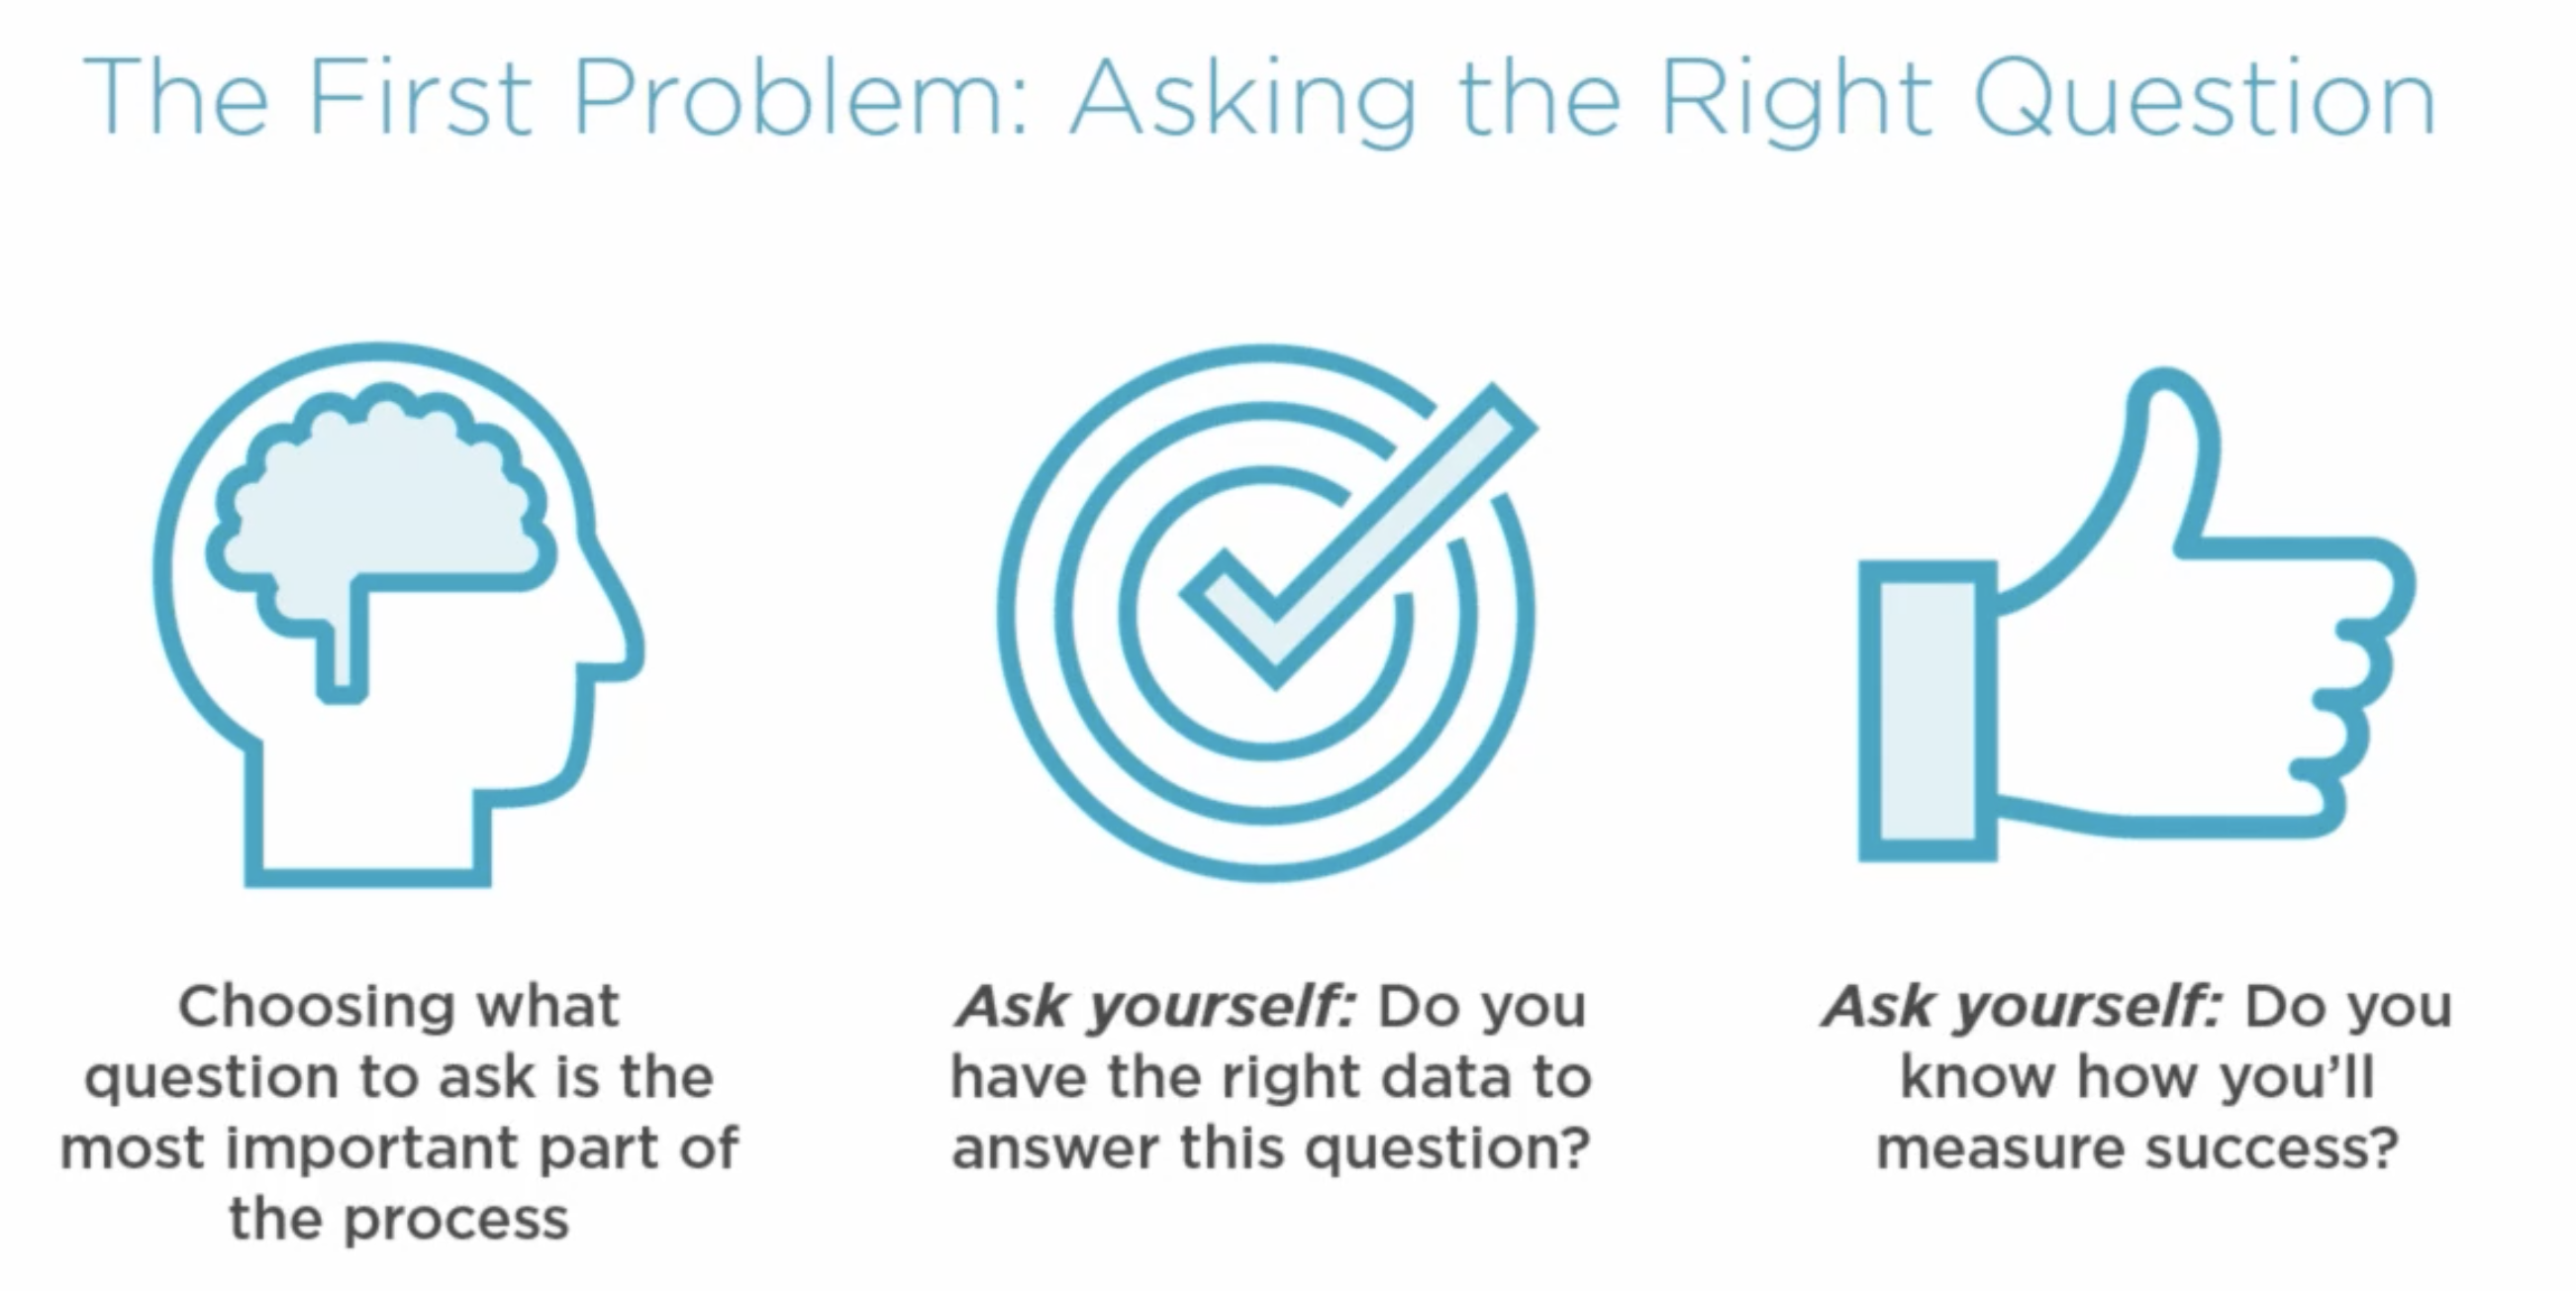 The First Problem: Asking the Right Question
Choosing what
question to ask is the
most important part of
the process
Ask yourself: Do you
have the right data to
answer this question?
Ask yourself: Do you
know how you’ll
measure success?